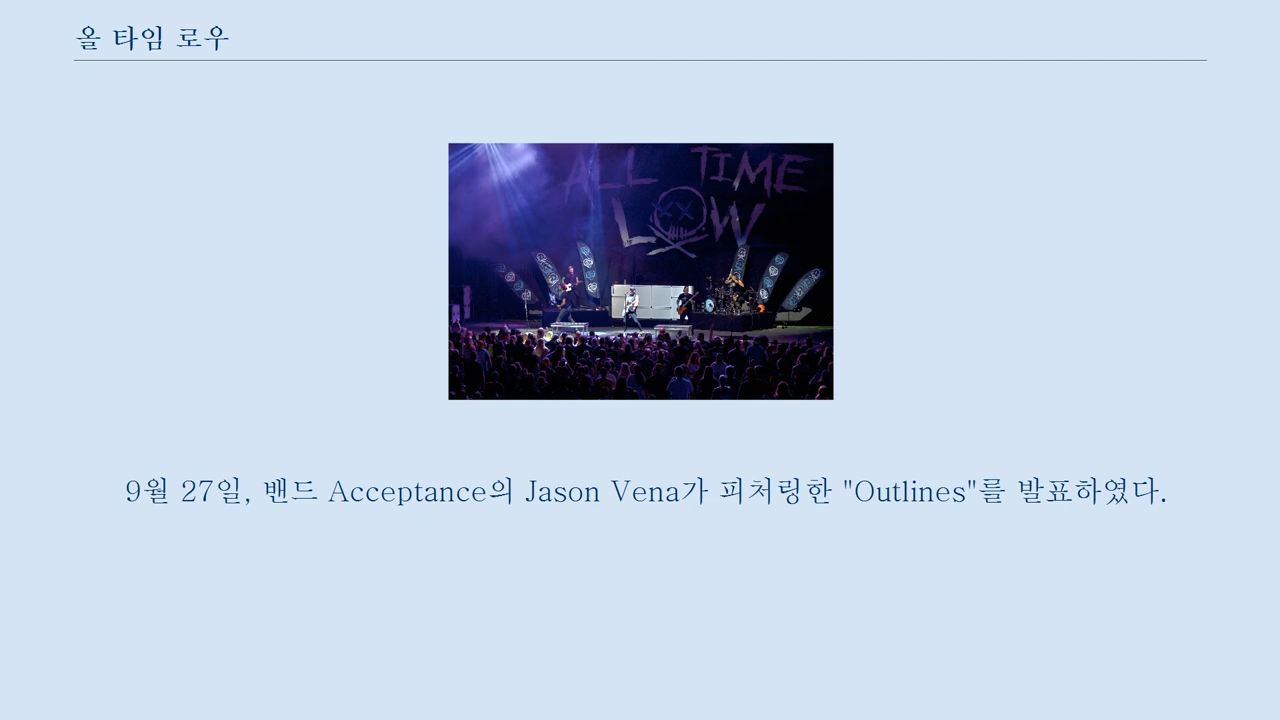 올 타임 로우
ALL TIME
LOW
9월 27일, 밴드 Acceptance의 Jason Vena가 피처링한 "Outlines"를 발표하였다.